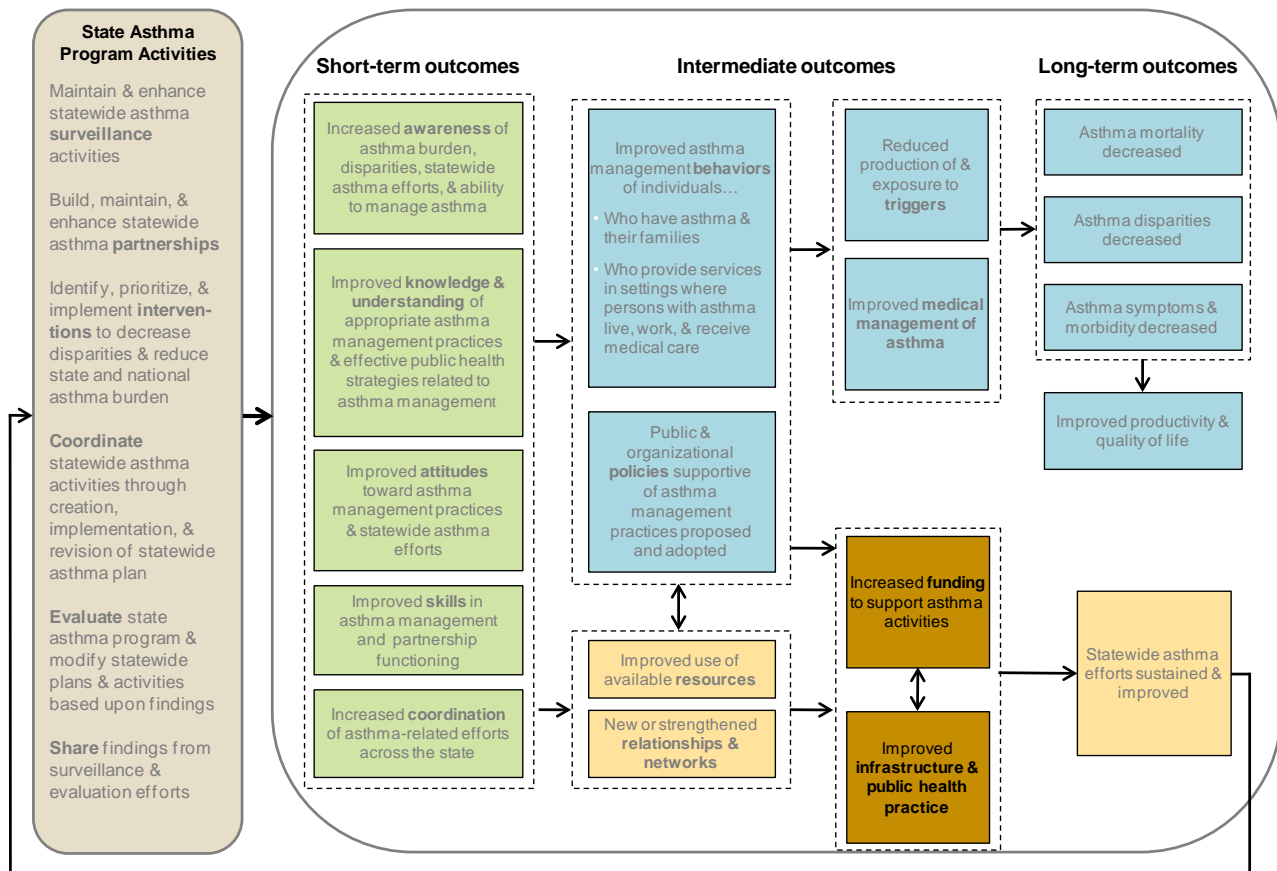 State Asthma
Program Activities
Maintain & enhance
statewide asthma
surveillance
activities
Build, maintain, &
enhance statewide
asthma partnerships
Identify, prioritize, &
implement interven-
tions to decrease
disparities & reduce
state and national
asthma burden
Coordinate
statewide asthma
activities through
creation,
implementation, &
revision of statewide
asthma plan
Evaluate state
asthma program &
modify statewide
plans & activities
based upon findings
Share findings from
surveillance &
evaluation efforts
Short-term outcomes
Increased awareness of
asthma burden,
disparities, statewide
asthma efforts, & ability
to manage asthma
Improved knowledge &
understanding of
appropriate asthma
management practices
& effective public health
strategies related to
asthma management
Improved attitudes
toward asthma
management practices
& statewide asthma
efforts
Improved skills in
asthma management
and partnership
functioning
Increased coordination
of asthma-related efforts
across the state
Intermediate outcomes
Improved asthma
management behaviors
of individuals…
• Who have asthma &
their families
• Who provide services
in settings where
persons with asthma
live, work, & receive
medical care
Public &
organizational
policies supportive
of asthma
management
practices proposed
and adopted
Improved use of
available resources
New or strengthened
relationships &
networks
Reduced
production of &
exposure to
triggers
Improved medical
management of
asthma
Increased funding
to support asthma
activities
Improved
infrastructure &
public health
practice
Long-term outcomes
Asthma mortality
decreased
Asthma disparities
decreased
Asthma symptoms &
morbidity decreased
Improved productivity &
quality of life
Statewide asthma
efforts sustained &
improved